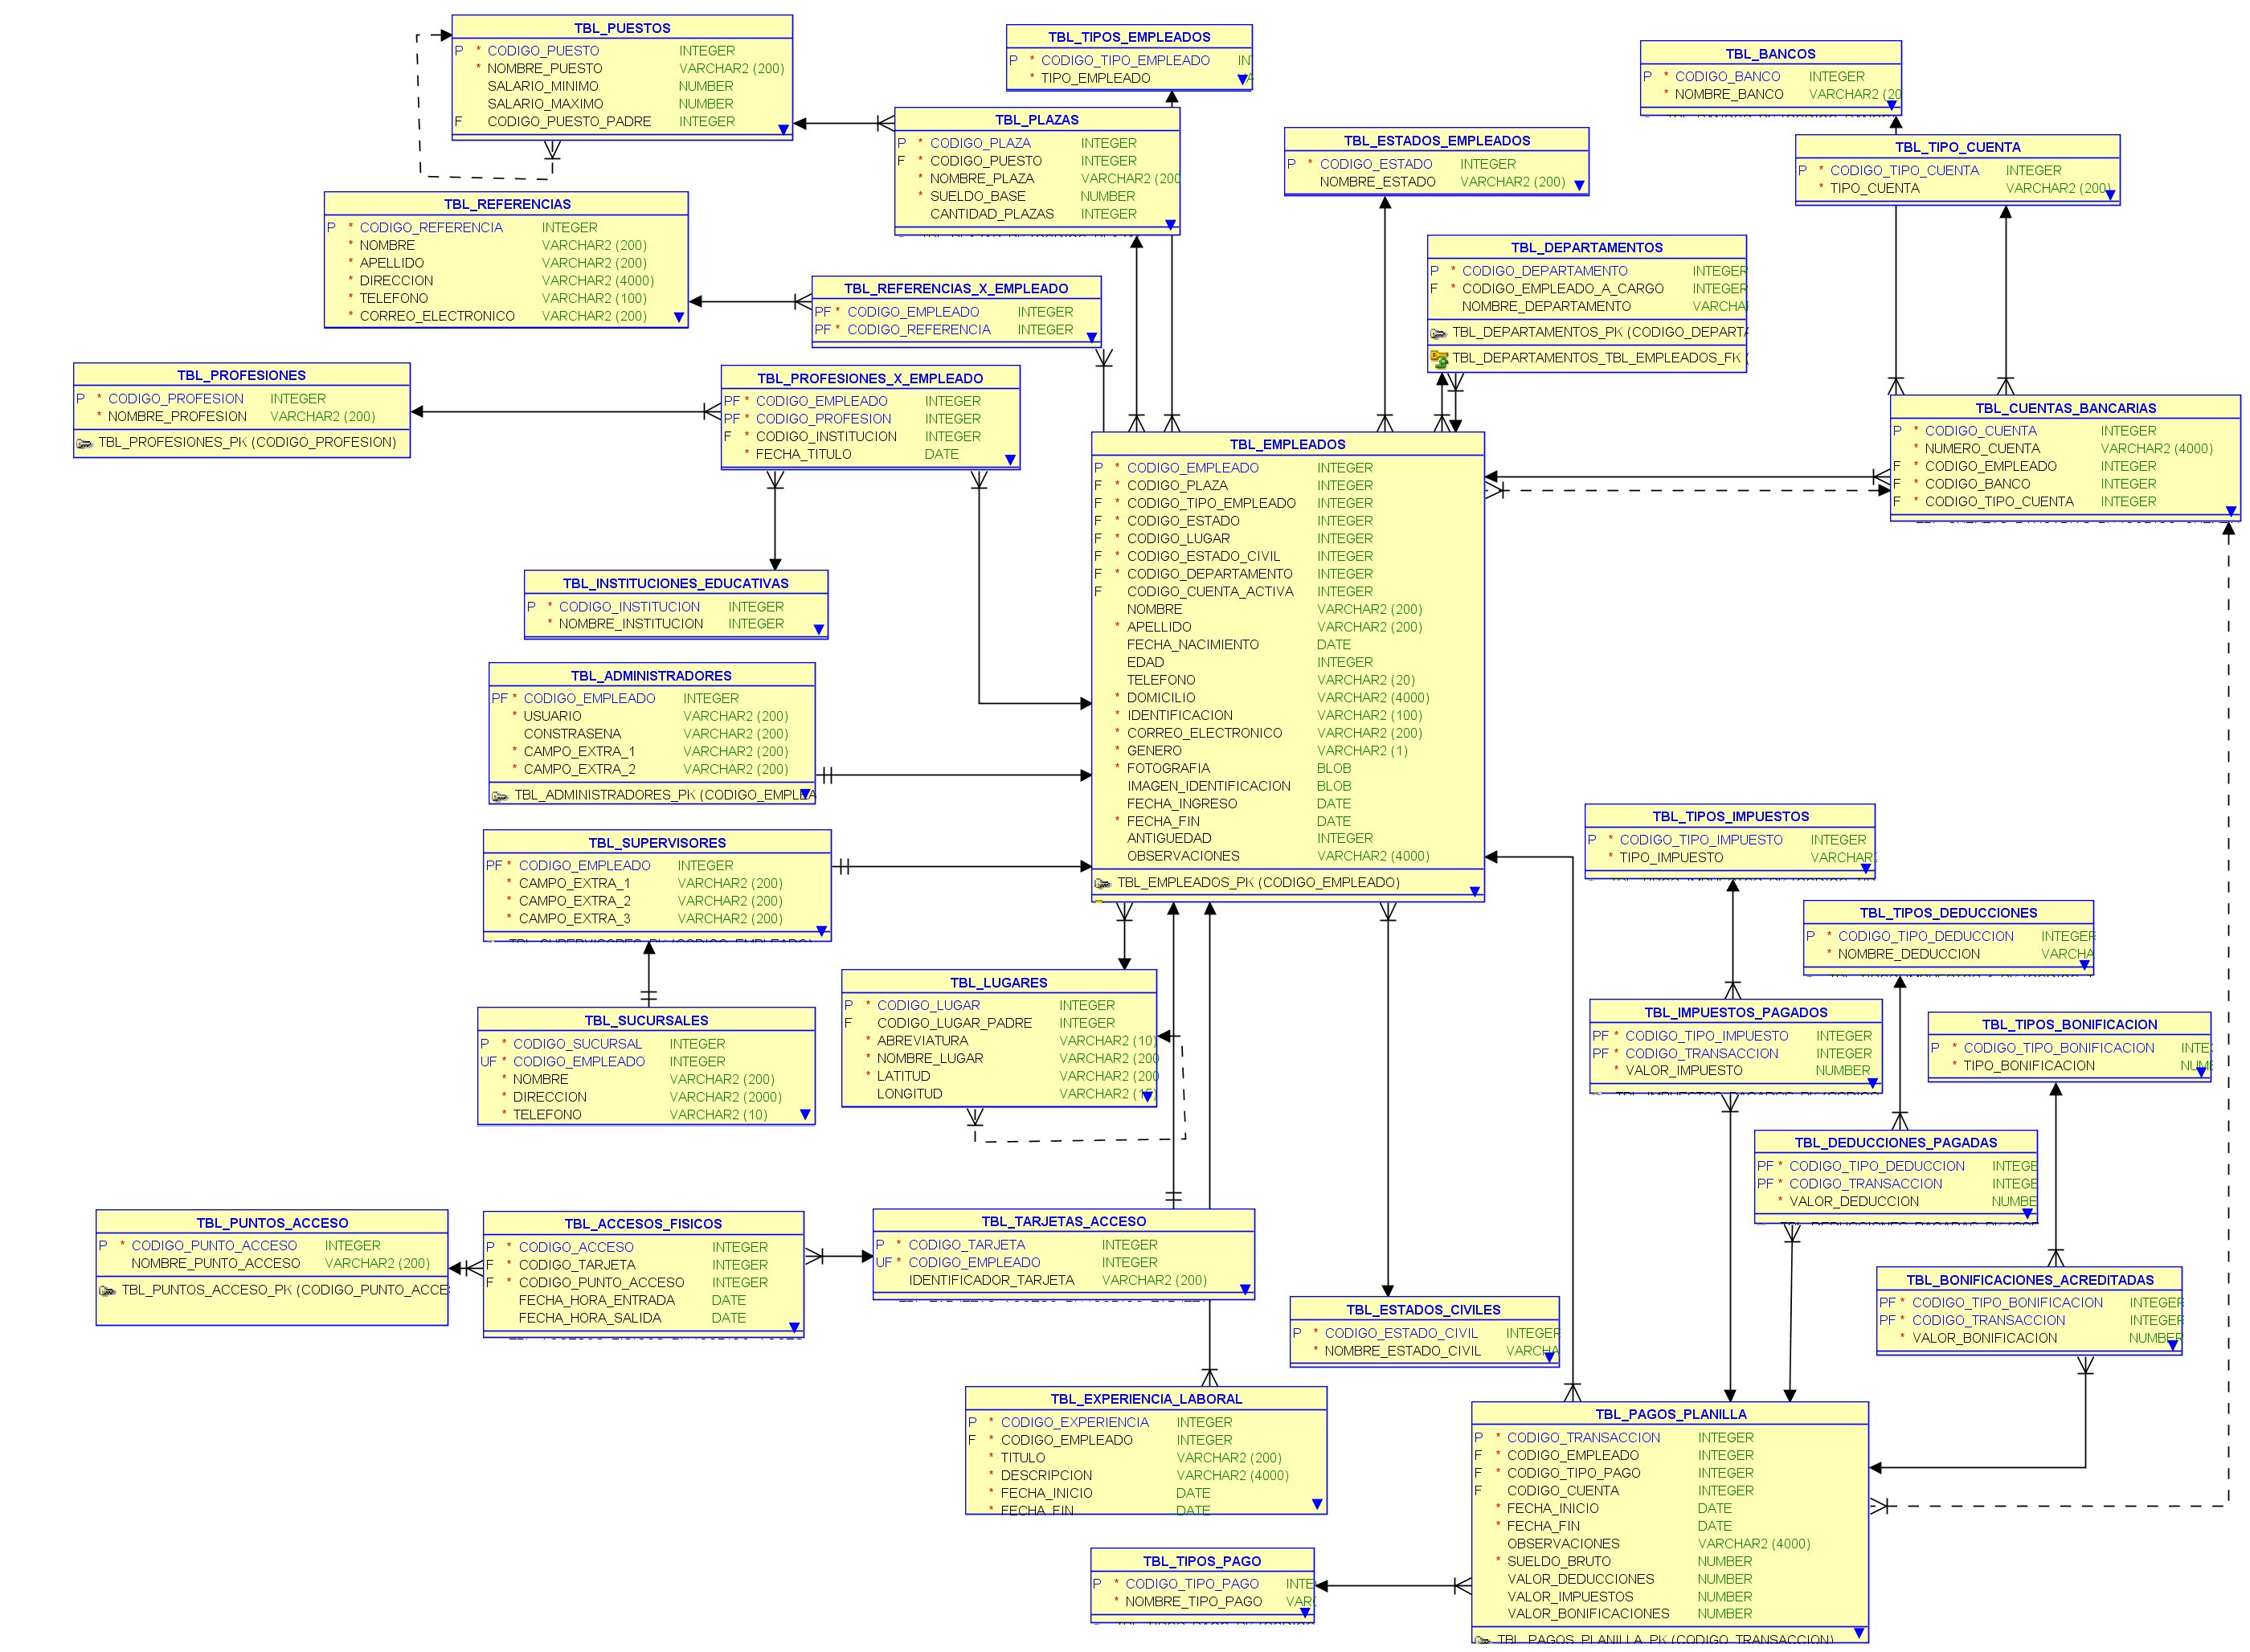 TBL_PUESTOS
P * CODIGO_PUESTO INTEGER
* NOMBRE_PUESTO VARCHAR2 (200)
SALARIO_MINIMO NUMBER
SALARIO_MAXIMO NUMBER
F CODIGO_PUESTO_PADRE INTEGER
TBL_TIPOS_EMPLEADOS
P * CODIGO_TIPO_EMPLEADO
* TIPO_EMPLEADO
TBL_BANCOS
P * CODIGO_BANCO INTEGER
* NOMBRE_BANCO VARCHAR2 (20
TBL_PLAZAS
P * CODIGO_PLAZA INTEGER
F * CODIGO_PUESTO INTEGER
* NOMBRE_PLAZA VARCHAR2 (200
* SUELDO_BASE NUMBER
CANTIDAD_PLAZAS INTEGER
TBL_ESTADOS_EMPLEADOS
P * CODIGO_ESTADO INTEGER
NOMBRE_ESTADO VARCHAR2 (200)
TBL_TIPO_CUENTA
P * CODIGO_TIPO_CUENTA INTEGER
* TIPO_CUENTA VARCHAR2 (200)
TBL_REFERENCIAS
P * CODIGO_REFERENCIA INTEGER
* NOMBRE VARCHAR2 (200)
* APELLIDO VARCHAR2 (200)
* DIRECCION VARCHAR2 (4000)
* TELEFONO VARCHAR2 (100)
* CORREO_ELECTRONICO VARCHAR2 (200)
TBL_REFERENCIAS_X_EMPLEADO
PF * CODIGO_EMPLEADO INTEGER
PF * CODIGO_REFERENCIA INTEGER
TBL_DEPARTAMENTOS
P * CODIGO_DEPARTAMENTO INTEGER
F * CODIGO_EMPLEADO_A_CARGO INTEGER
NOMBRE_DEPARTAMENTO VARCHA
TBL_DEPARTAMENTOS_PK (CODIGO_DEPARTA
TBL_DEPARTAMENTOS_TBL_EMPLEADOS_FK (
TBL_PROFESIONES
P * CODIGO_PROFESION INTEGER
* NOMBRE_PROFESION VARCHAR2 (200)
TBL_PROFESIONES_PK (CODIGO_PROFESION)
TBL_PROFESIONES_X_EMPLEADO
PF * CODIGO_EMPLEADO INTEGER
PF * CODIGO_PROFESION INTEGER
F * CODIGO_INSTITUCION INTEGER
* FECHA_TITULO DATE
TBL_CUENTAS_BANCARIAS
P * CODIGO_CUENTA INTEGER
* NUMERO_CUENTA VARCHAR2 (4000)
F * CODIGO_EMPLEADO INTEGER
F * CODIGO_BANCO INTEGER
F * CODIGO_TIPO_CUENTA INTEGER
TBL_EMPLEADOS
P * CODIGO_EMPLEADO INTEGER
F * CODIGO_PLAZA INTEGER
F * CODIGO_TIPO_EMPLEADO INTEGER
F * CODIGO_ESTADO INTEGER
F * CODIGO_LUGAR INTEGER
F * CODIGO_ESTADO_CIVIL INTEGER
F * CODIGO_DEPARTAMENTO INTEGER
F CODIGO_CUENTA_ACTIVA INTEGER
NOMBRE VARCHAR2 (200)
* APELLIDO VARCHAR2 (200)
FECHA_NACIMIENTO DATE
EDAD INTEGER
TELEFONO VARCHAR2 (20)
* DOMICILIO VARCHAR2 (4000)
* IDENTIFICACION VARCHAR2 (100)
* CORREO_ELECTRONICO VARCHAR2 (200)
* GENERO VARCHAR2 (1)
* FOTOGRAFIA BLOB
IMAGEN_IDENTIFICACION BLOB
FECHA_INGRESO DATE
* FECHA_FIN DATE
ANTIGUEDAD INTEGER
OBSERVACIONES VARCHAR2 (4000)
TBL_EMPLEADOS_PK (CODIGO_EMPLEADO)
TBL_INSTITUCIONES_EDUCATIVAS
P * CODIGO_INSTITUCION INTEGER
* NOMBRE_INSTITUCION INTEGER
TBL_ADMINISTRADORES
PF * CODIGO_EMPLEADO INTEGER
* USUARIO VARCHAR2 (200)
CONSTRASENA VARCHAR2 (200)
* CAMPO_EXTRA_1 VARCHAR2 (200)
* CAMPO_EXTRA_2 VARCHAR2 (200)
TBL_ADMINISTRADORES_PK (CODIGO_EMPLEA
TBL_SUPERVISORES
PF * CODIGO_EMPLEADO INTEGER
* CAMPO_EXTRA_1 VARCHAR2 (200)
* CAMPO_EXTRA_2 VARCHAR2 (200)
* CAMPO_EXTRA_3 VARCHAR2 (200)
TBL_TIPOS_IMPUESTOS
P * CODIGO_TIPO_IMPUESTO INTEGER
* TIPO_IMPUESTO VARCHAR
TBL_TIPOS_DEDUCCIONES
P * CODIGO_TIPO_DEDUCCION INTEGER
* NOMBRE_DEDUCCION VARCHA
TBL_SUCURSALES
P * CODIGO_SUCURSAL INTEGER
UF * CODIGO_EMPLEADO INTEGER
* NOMBRE VARCHAR2 (200)
* DIRECCION VARCHAR2 (2000)
* TELEFONO VARCHAR2 (10)
TBL_LUGARES
P * CODIGO_LUGAR INTEGER
F CODIGO_LUGAR_PADRE INTEGER
* ABREVIATURA VARCHAR2 (10)
* NOMBRE_LUGAR VARCHAR2 (200
* LATITUD VARCHAR2 (200
LONGITUD VARCHAR2 (15)
TBL_IMPUESTOS_PAGADOS
PF * CODIGO_TIPO_IMPUESTO INTEGER
PF * CODIGO_TRANSACCION INTEGER
* VALOR_IMPUESTO NUMBER
TBL_TIPOS_BONIFICACION
P * CODIGO_TIPO_BONIFICACION INTE
* TIPO_BONIFICACION NUME
TBL_DEDUCCIONES_PAGADAS
PF * CODIGO_TIPO_DEDUCCION INTEGE
PF * CODIGO_TRANSACCION INTEGE
* VALOR_DEDUCCION NUMBE
TBL_PUNTOS_ACCESO
P * CODIGO_PUNTO_ACCESO INTEGER
NOMBRE_PUNTO_ACCESO VARCHAR2 (200)
TBL_PUNTOS_ACCESO_PK (CODIGO_PUNTO_ACCE
TBL_ACCESOS_FISICOS
P * CODIGO_ACCESO INTEGER
F * CODIGO_TARJETA INTEGER
F * CODIGO_PUNTO_ACCESO INTEGER
FECHA_HORA_ENTRADA DATE
FECHA_HORA_SALIDA DATE
TBL_TARJETAS_ACCESO
P * CODIGO_TARJETA INTEGER
UF * CODIGO_EMPLEADO INTEGER
IDENTIFICADOR_TARJETA VARCHAR2 (200)
TBL_ESTADOS_CIVILES
P * CODIGO_ESTADO_CIVIL INTEGER
* NOMBRE_ESTADO_CIVIL VARCHA
TBL_BONIFICACIONES_ACREDITADAS
PF * CODIGO_TIPO_BONIFICACION INTEGER
PF * CODIGO_TRANSACCION INTEGER
* VALOR_BONIFICACION NUMBER
TBL_EXPERIENCIA_LABORAL
P * CODIGO_EXPERIENCIA INTEGER
F * CODIGO_EMPLEADO INTEGER
* TITULO VARCHAR2 (200)
* DESCRIPCION VARCHAR2 (4000)
* FECHA_INICIO DATE
* FECHA_FIN DATE
TBL_PAGOS_PLANILLA
P * CODIGO_TRANSACCION INTEGER
F * CODIGO_EMPLEADO INTEGER
F * CODIGO_TIPO_PAGO INTEGER
F CODIGO_CUENTA INTEGER
* FECHA_INICIO DATE
* FECHA_FIN DATE
OBSERVACIONES VARCHAR2 (4000)
* SUELDO_BRUTO NUMBER
VALOR_DEDUCCIONES NUMBER
VALOR_IMPUESTOS NUMBER
VALOR_BONIFICACIONES NUMBER
TBL_PAGOS_PLANILLA_PK (CODIGO_TRANSACCION)
TBL_TIPOS_PAGO
P * CODIGO_TIPO_PAGO INTE
* NOMBRE_TIPO_PAGO VAR